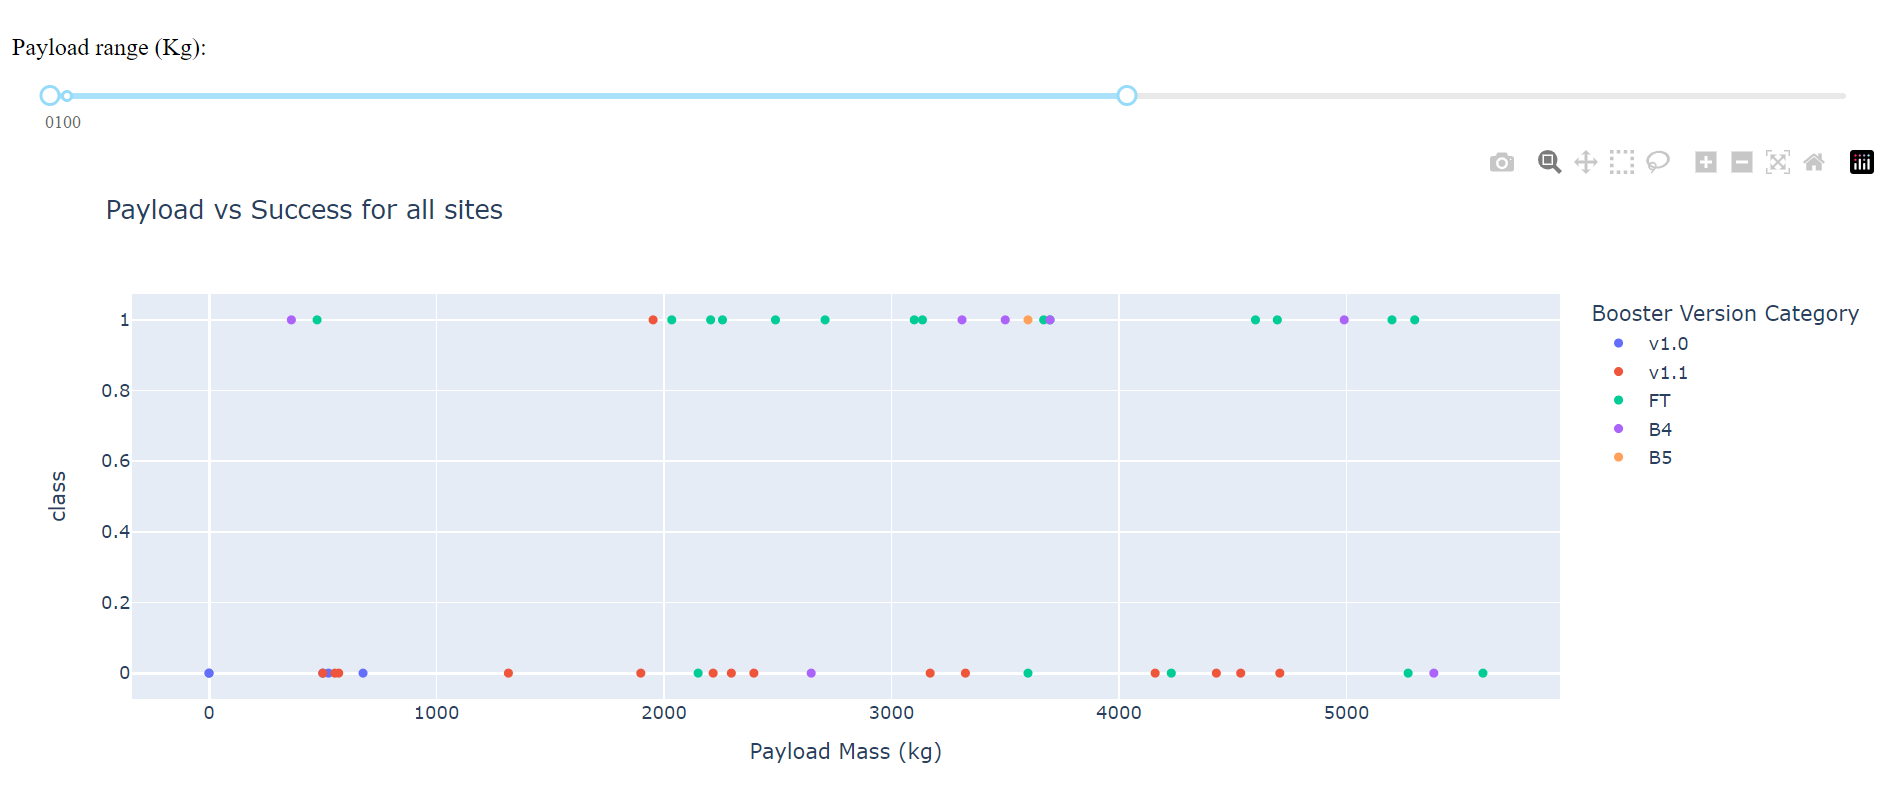 Payload range (Kg):
0100
Payload vs Success for all sites
Booster Version Category
v1.0
v1.1
FT
B4
B5
1
0.8
0.6
0.4
0.2
0
class
0 1000 2000 3000 4000 5000
Payload Mass (kg)